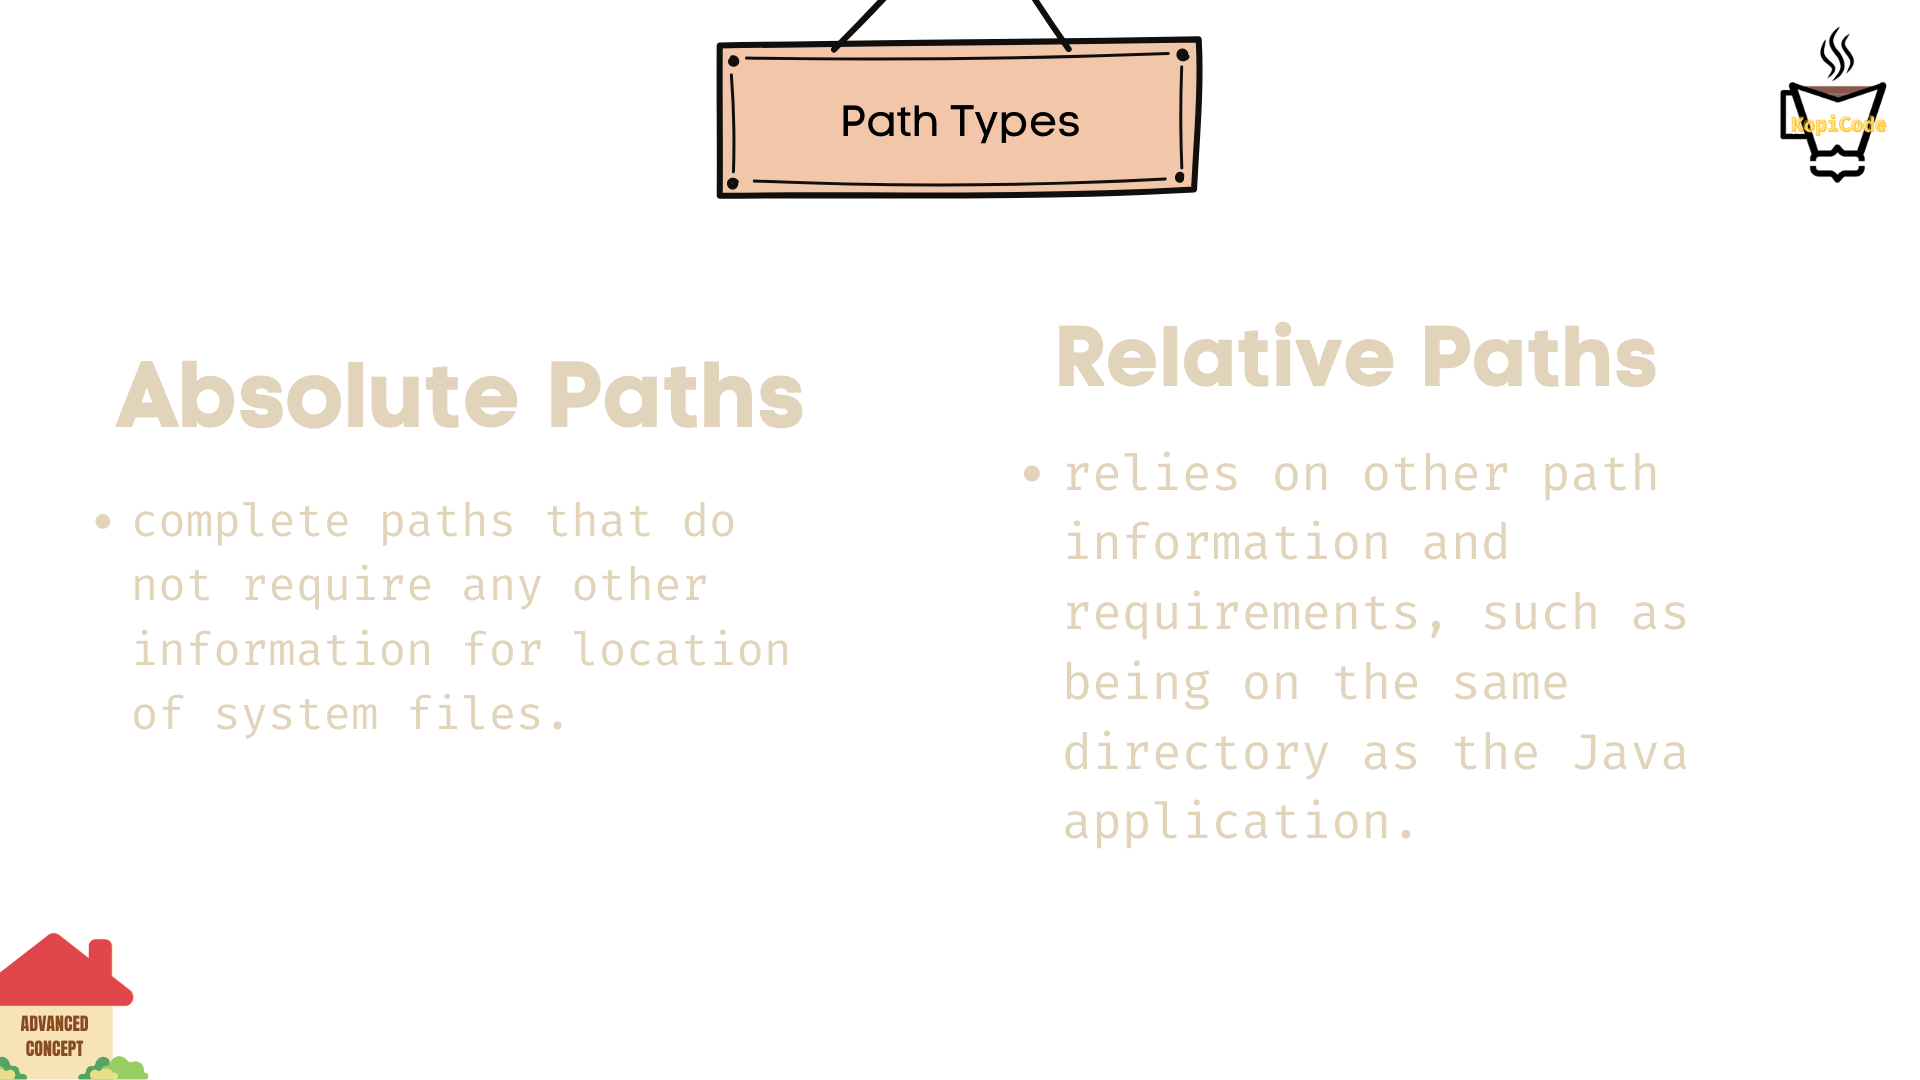 Path Types
KopiCode
Absolute Paths
• complete paths that do
not require any other
information for location
of system files.
Relative Paths
• relies on other path
information and
requirements, such as
being on the same
directory as the Java
application.
ADVANCED
CONCEPT